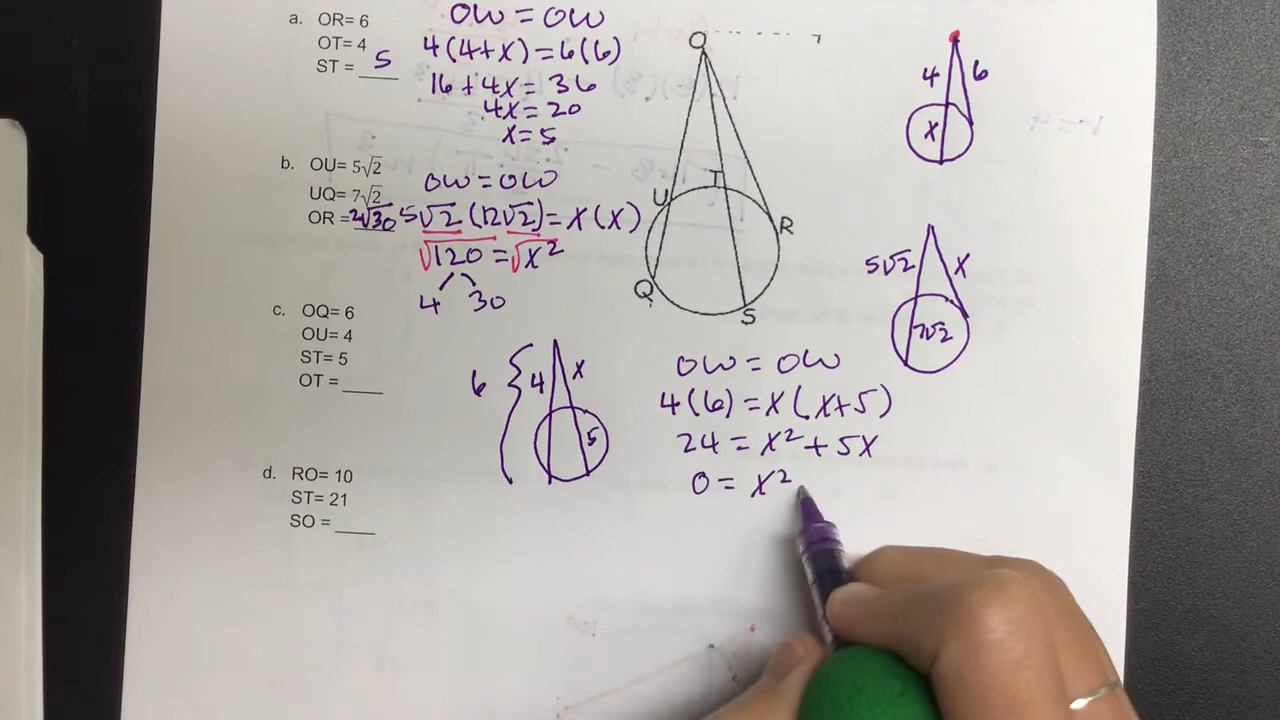 a. OR= 6
OT= 4
ST = 5
OW = OW
4(4+x) = 6(6)
16 + 4x = 36
4x = 20
x = 5
b. OU= 5√2
UQ= 7√2
OR = 2√30
OW = OW
5√2 (12√2) = x(x)
√120 = √x²
4 30
c. OQ= 6
OU= 4
ST= 5
OT =
6 4 x
5
OW = OW
4(6) = x(x+5)
24 = x² + 5x
0 = x²
d. RO= 10
ST= 21
SO =
O
U T
R
Q
S
4 6
x
5√2 x
7√2